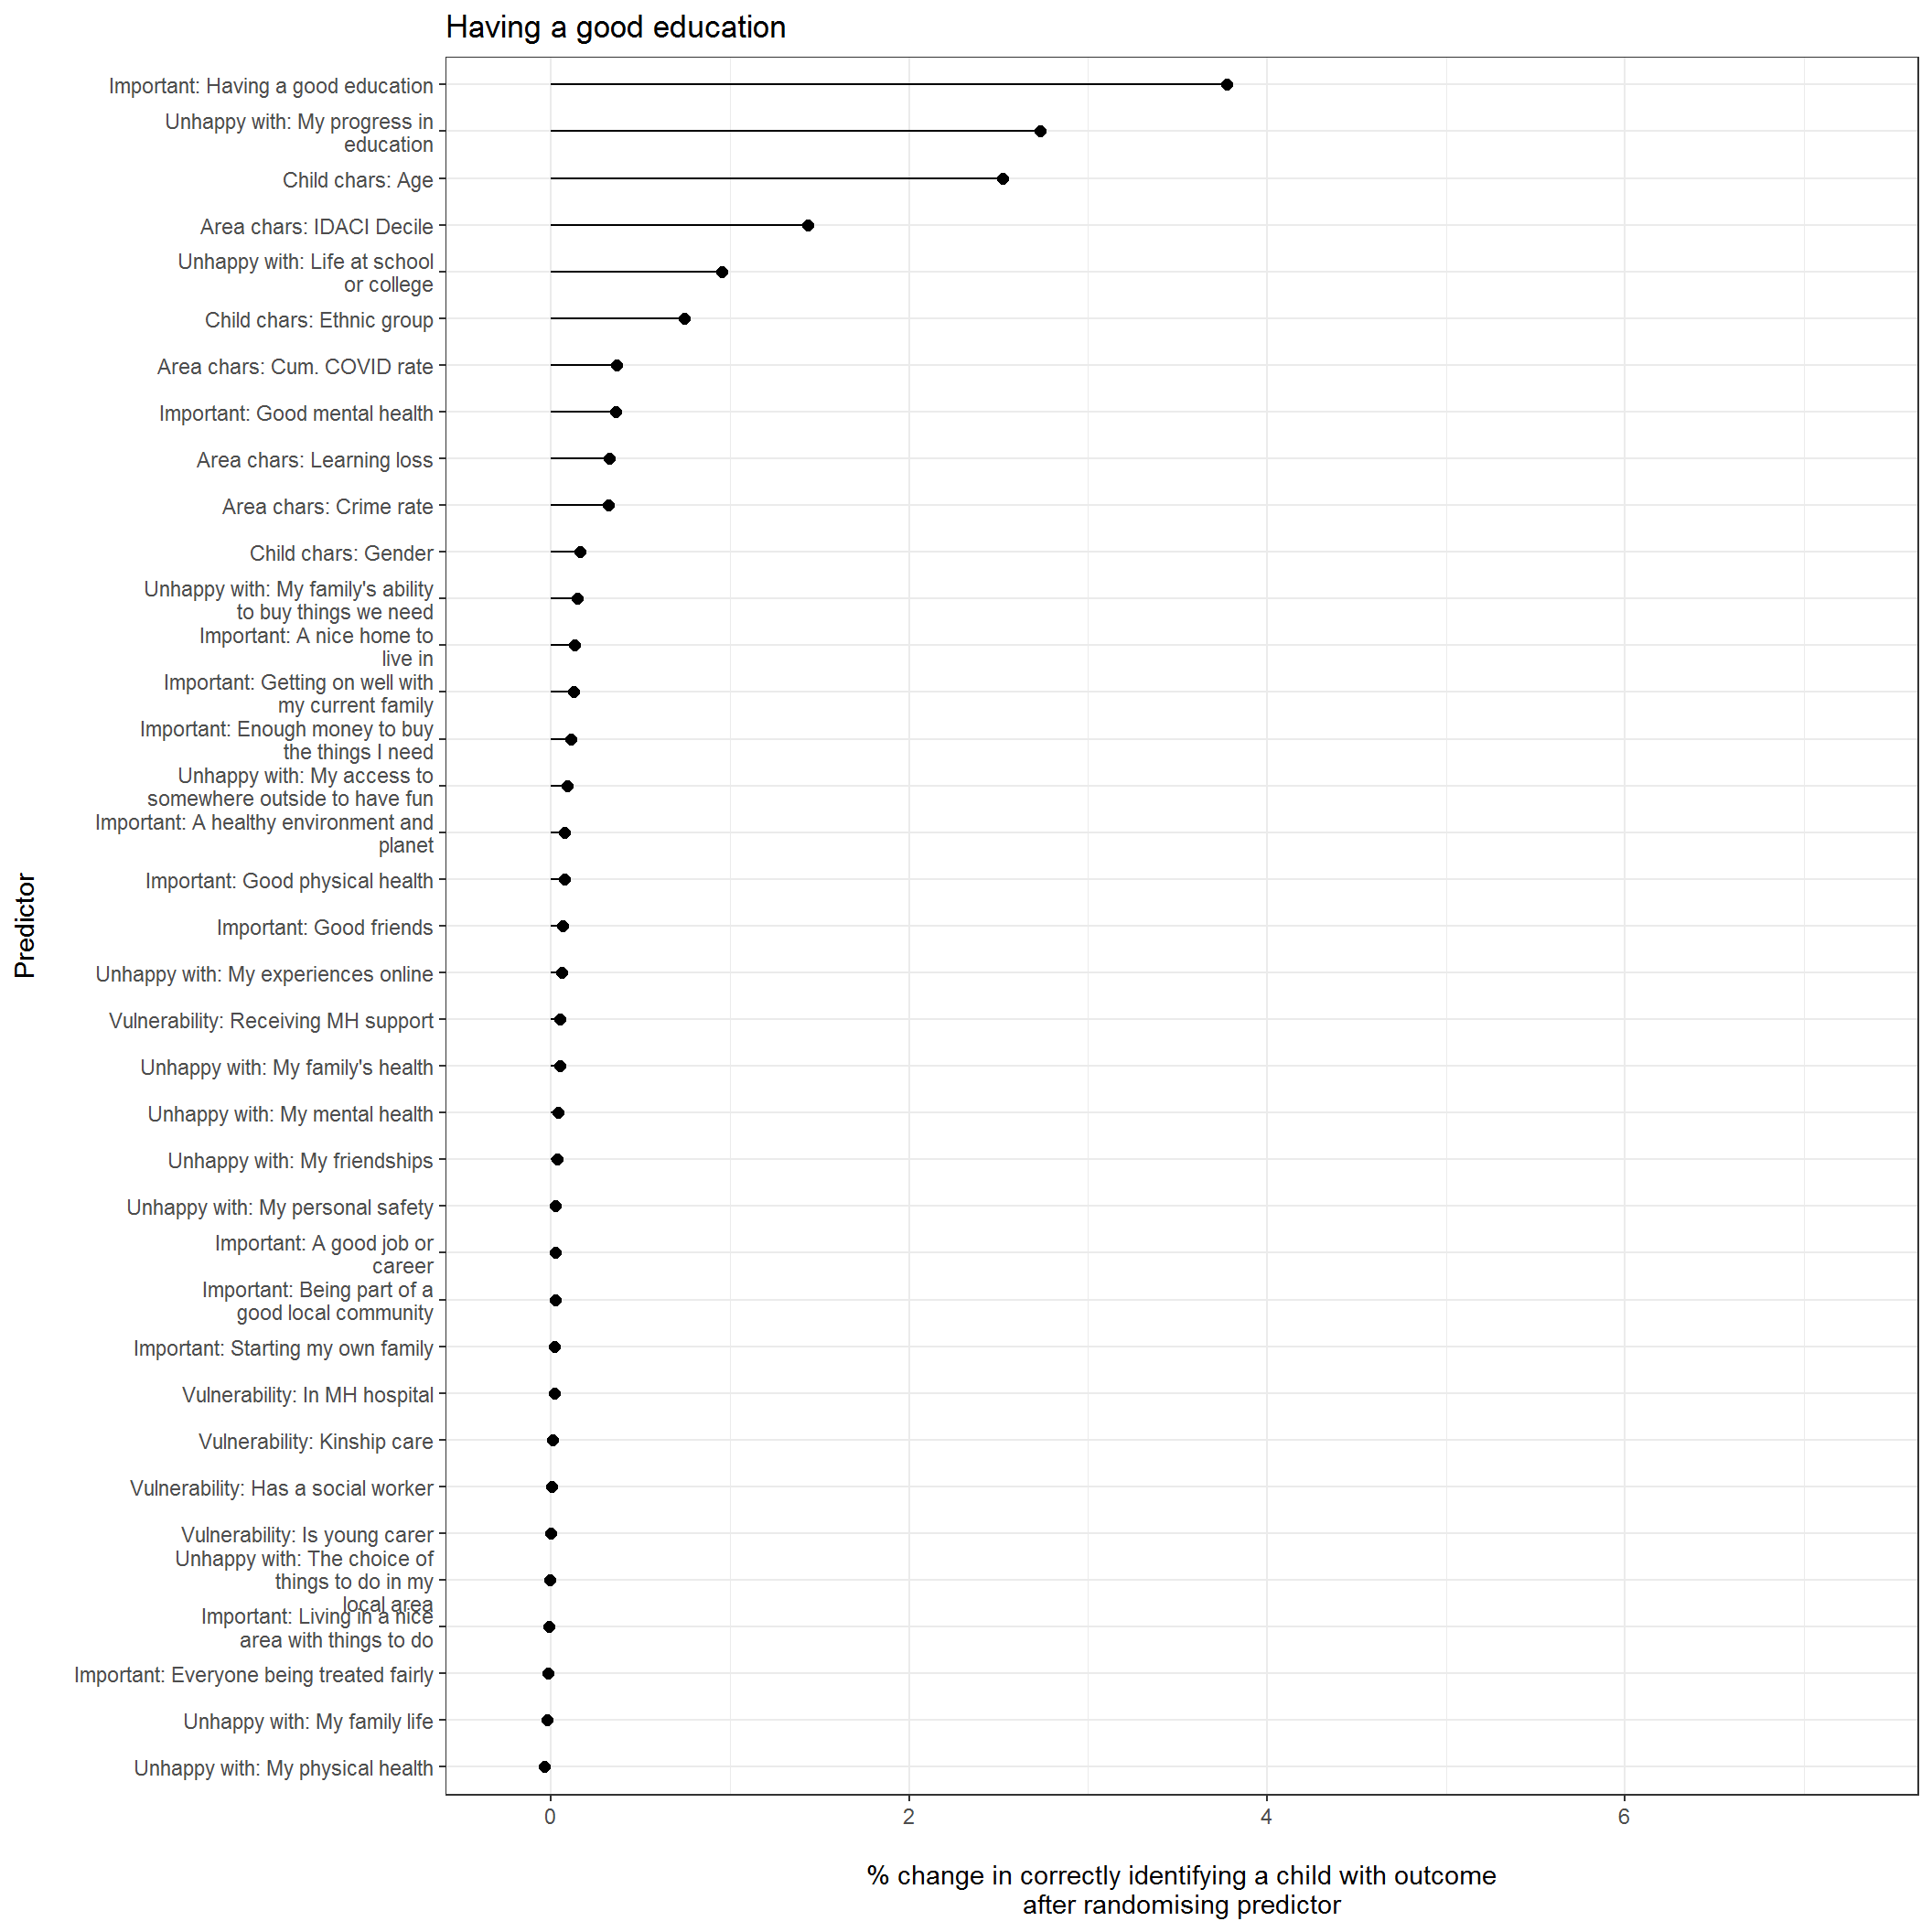 Having a good education
Important: Having a good education
Unhappy with: My progress in
education
Child chars: Age
Area chars: IDACI Decile
Unhappy with: Life at school
or college
Child chars: Ethnic group
Area chars: Cum. COVID rate
Important: Good mental health
Area chars: Learning loss
Area chars: Crime rate
Child chars: Gender
Unhappy with: My family's ability
to buy things we need
Important: A nice home to
live in
Important: Getting on well with
my current family
Important: Enough money to buy
the things I need
Unhappy with: My access to
somewhere outside to have fun
Important: A healthy environment and
planet
Important: Good physical health
Important: Good friends
Unhappy with: My experiences online
Vulnerability: Receiving MH support
Unhappy with: My family's health
Unhappy with: My mental health
Unhappy with: My friendships
Unhappy with: My personal safety
Important: A good job or
career
Important: Being part of a
good local community
Important: Starting my own family
Vulnerability: In MH hospital
Vulnerability: Kinship care
Vulnerability: Has a social worker
Vulnerability: Is young carer
Unhappy with: The choice of
things to do in my
local area
Important: Living in a nice
area with things to do
Important: Everyone being treated fairly
Unhappy with: My family life
Unhappy with: My physical health
Predictor
0 2 4 6
% change in correctly identifying a child with outcome
after randomising predictor